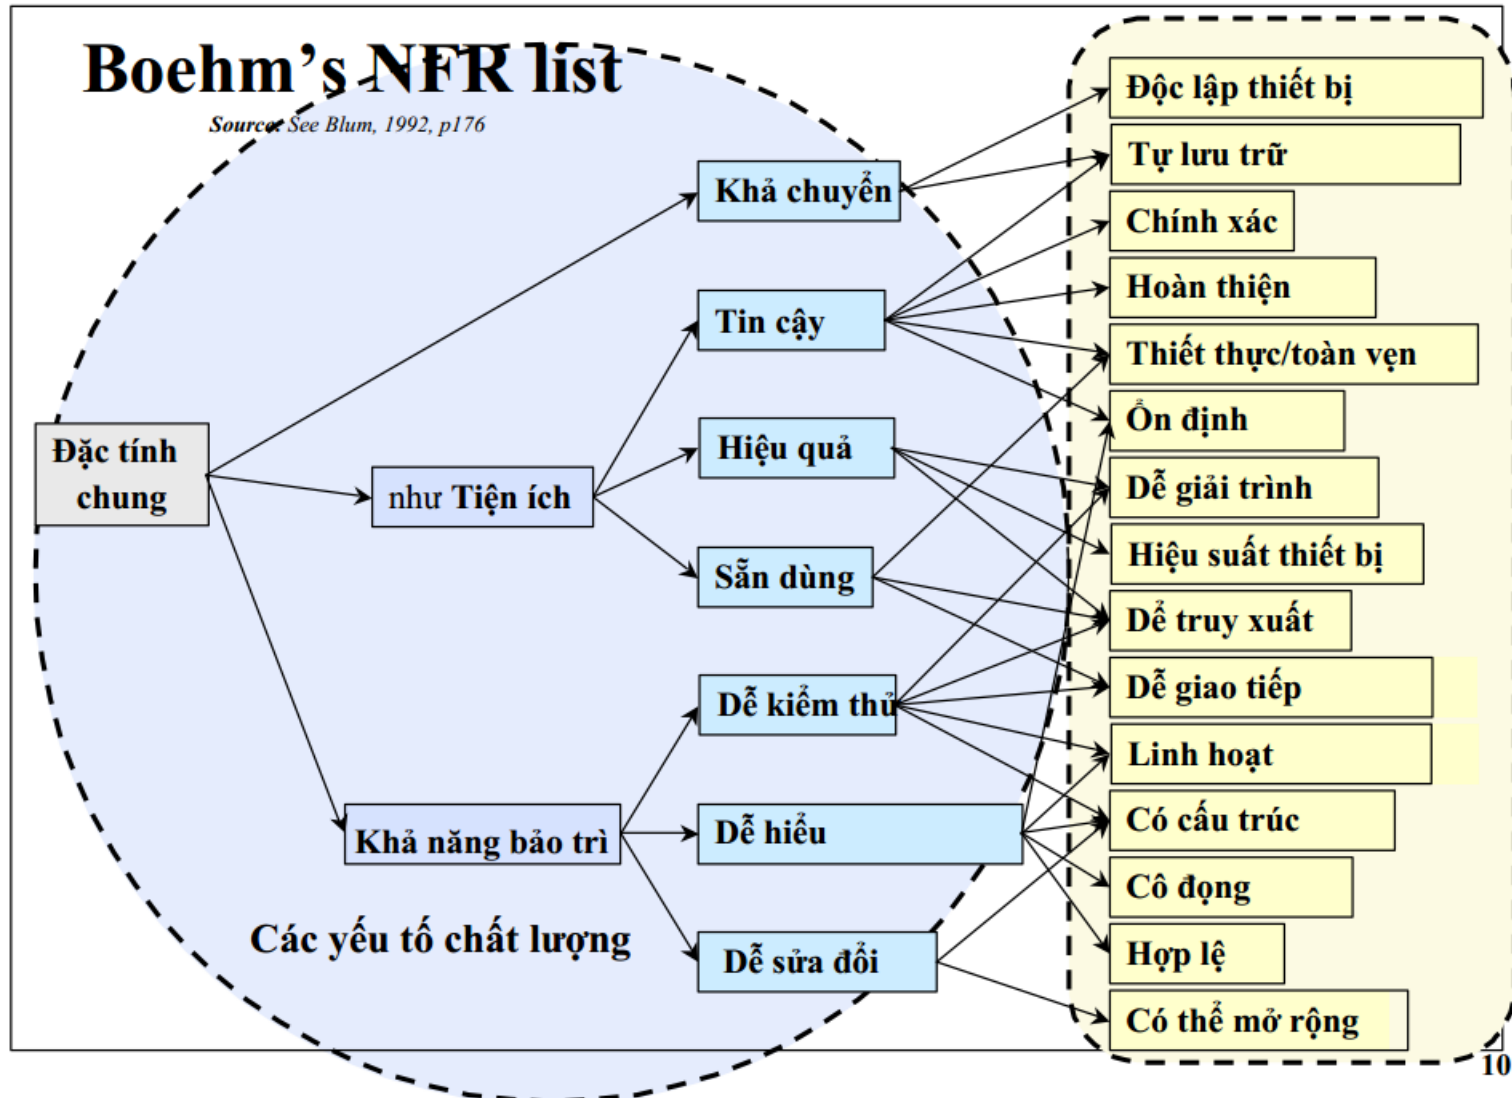 Boehm's NFR list
Source: See Blum, 1992, p176
Đặc tính
chung
như Tiện ích
Khả năng bảo trì
Các yếu tố chất lượng
Khả chuyển
Tin cậy
Hiệu quả
Sẵn dùng
Dễ kiểm thử
Dễ hiểu
Dễ sửa đổi
Độc lập thiết bị
Tự lưu trữ
Chính xác
Hoàn thiện
Thiết thực/toàn vẹn
Ổn định
Dễ giải trình
Hiệu suất thiết bị
Dể truy xuất
Dễ giao tiếp
Linh hoạt
Có cấu trúc
Cô đọng
Hợp lệ
Có thể mở rộng
10